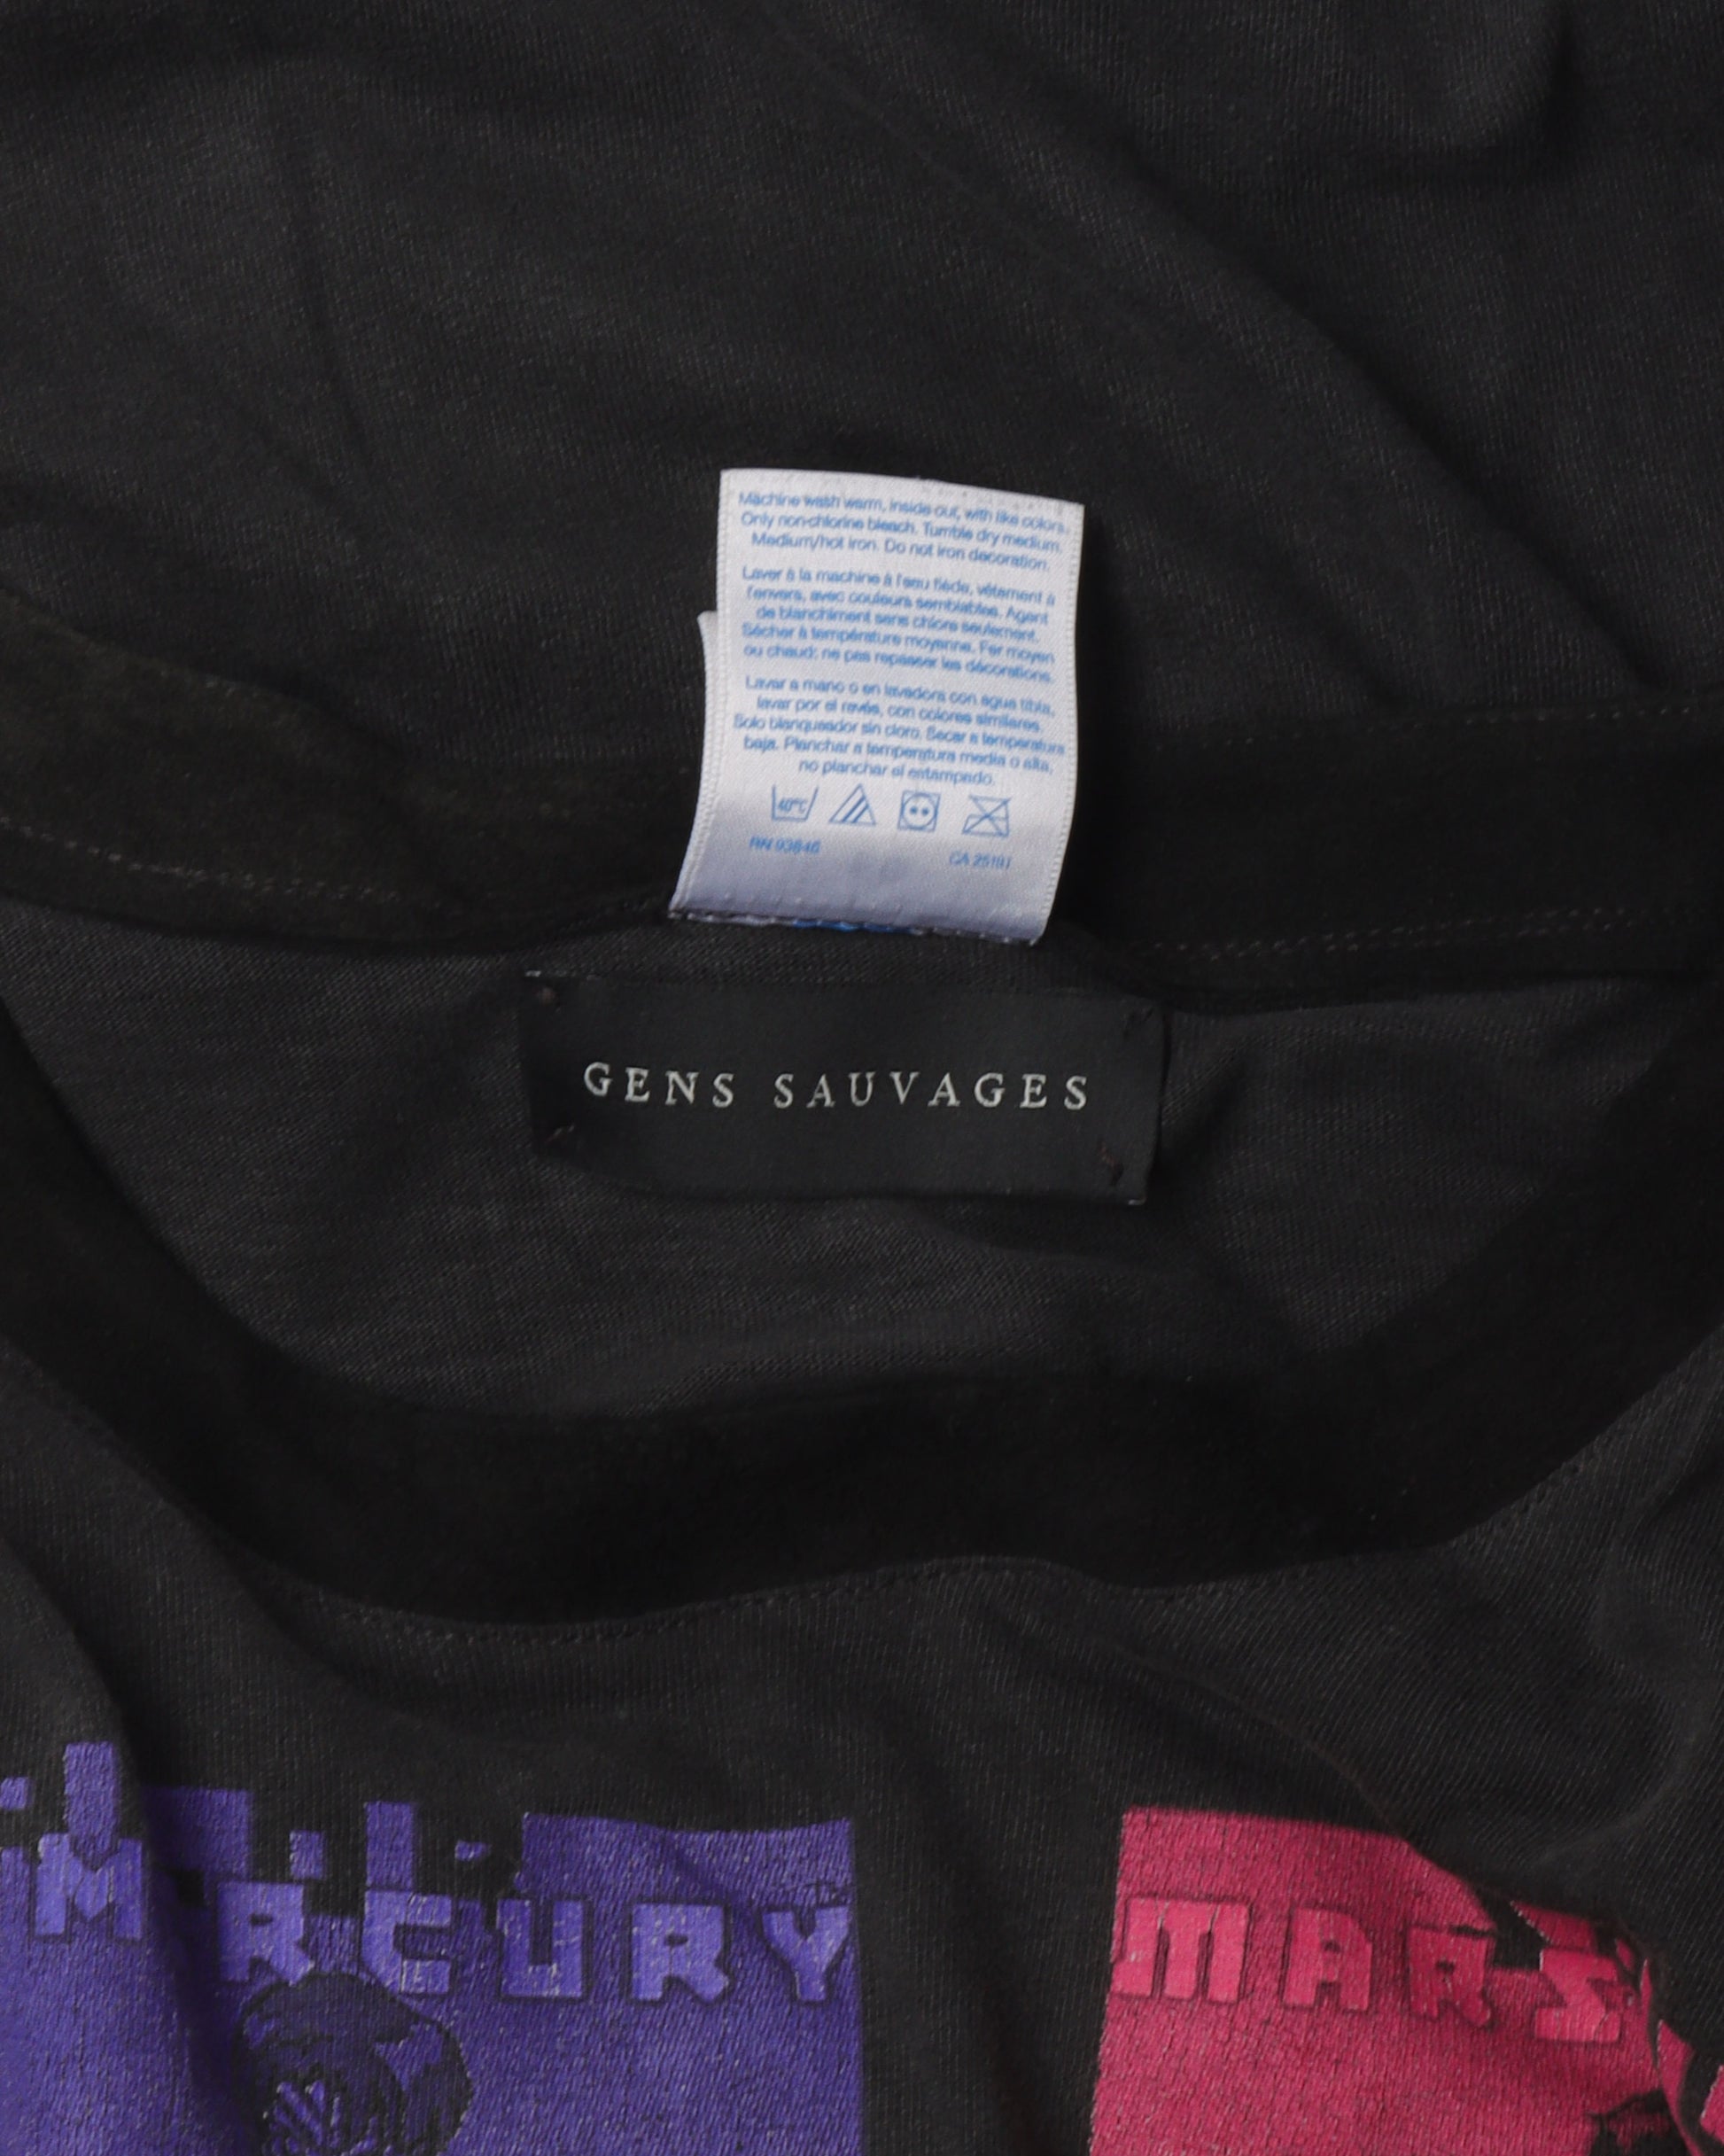 Machine wash warm, inside out, with like colors.
Only non-chlorine bleach. Tumble dry medium.
Medium/hot iron. Do not iron decoration.
Laver à la machine à l'eau tiède, vêtement à
l'envers, avec couleurs semblables. Agent
de blanchiment sans chlore seulement.
Sécher à température moyenne. Fer moyen
ou chaud; ne pas repasser les décorations.
Lavar a mano o en lavadora con agua tibia,
lavar por el revés, con colores similares.
Solo blanqueador sin cloro. Secar a temperatura
baja. Planchar a temperatura media o alta,
no planchar el estampado.
40°C
RN 93846
CA 25197
GENS SAUVAGES
MERCURY MARS